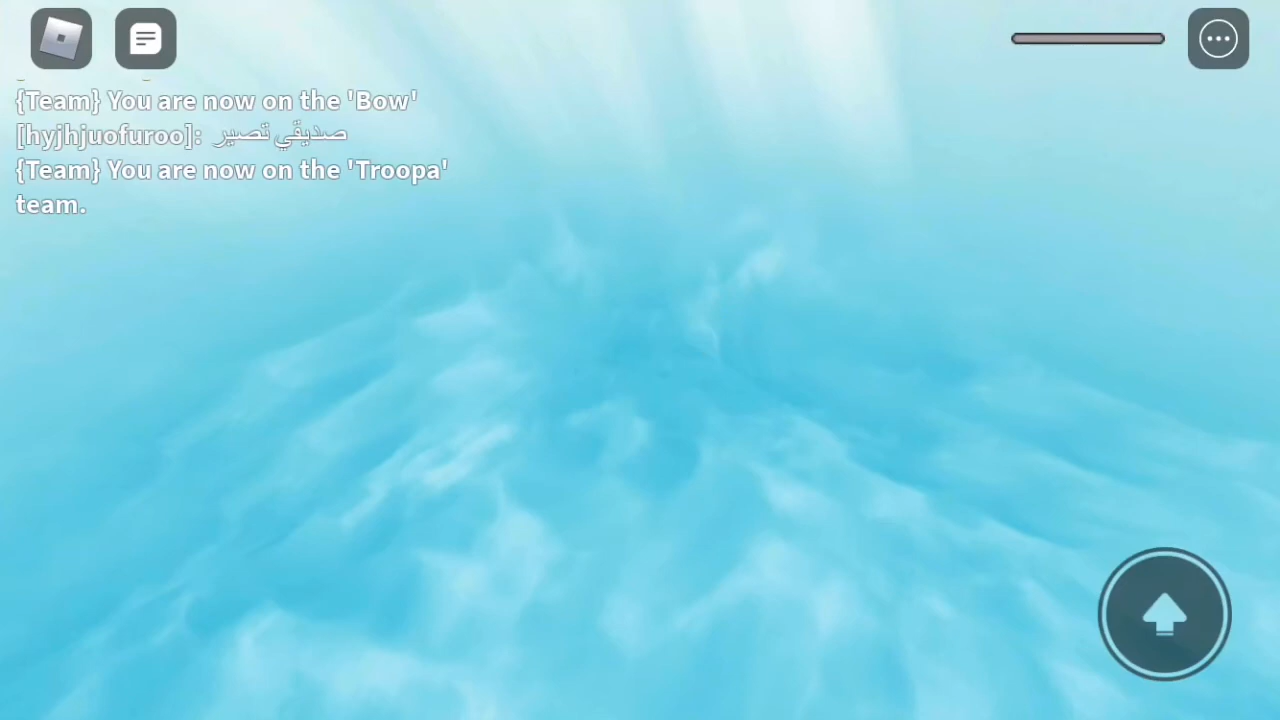 {Team} You are now on the 'Bow'
[hyjhjuofuroo]: صديقي تصير
{Team} You are now on the 'Troopa'
team.